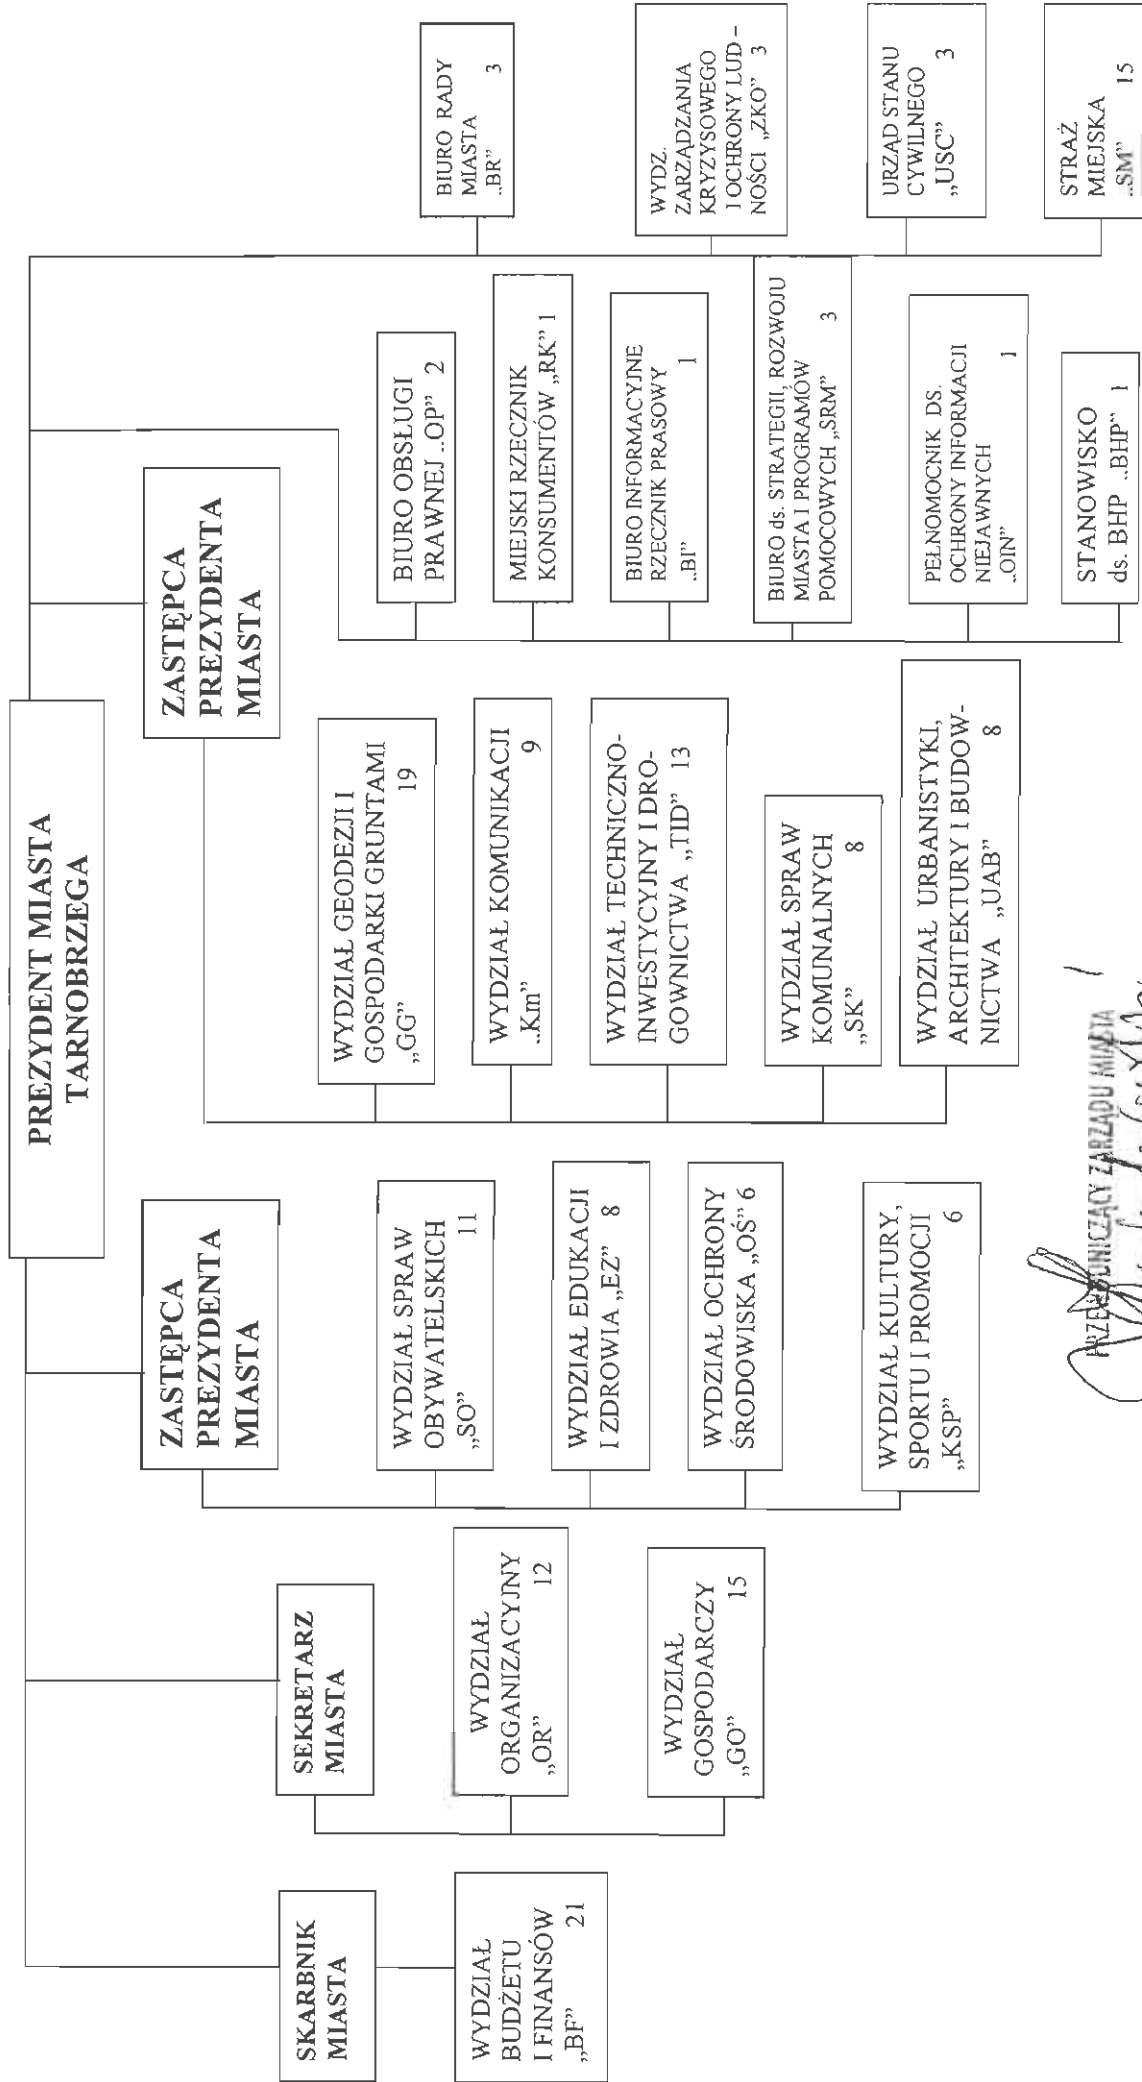 PREZYDENT MIASTA
TARNOBRZEGA
SKARBNIK
MIASTA
WYDZIAŁ
BUDŻETU
I FINANSÓW
„BF” 21
SEKRETARZ
MIASTA
WYDZIAŁ
ORGANIZACYJNY
„OR” 12
WYDZIAŁ
GOSPODARCZY
„GO” 15
ZASTĘPCA
PREZYDENTA
MIASTA
WYDZIAŁ SPRAW
OBYWATELSKICH
„SO” 11
WYDZIAŁ EDUKACJI
I ZDROWIA „EZ” 8
WYDZIAŁ OCHRONY
ŚRODOWISKA „OŚ” 6
WYDZIAŁ KULTURY,
SPORTU I PROMOCJI
„KSP” 6
ZASTĘPCA
PREZYDENTA
MIASTA
WYDZIAŁ GEODEZJI I
GOSPODARKI GRUNTAMI
„GG” 19
WYDZIAŁ KOMUNIKACJI
„Km” 9
WYDZIAŁ TECHNICZNO-
INWESTYCYJNY I DRO-
GOWNICTWA „TID” 13
WYDZIAŁ SPRAW
KOMUNALNYCH
„SK” 8
WYDZIAŁ URBANISTYKI,
ARCHITEKTURY I BUDOW-
NICTWA „UAB” 8
BIURO OBSŁUGI
PRAWNEJ „OP” 2
MIEJSKI RZECZNIK
KONSUMENTÓW „RK” 1
BIURO INFORMACYJNE
RZECZNIK PRASOWY
„BI” 1
BIURO ds. STRATEGII, ROZWOJU
MIASTA I PROGRAMÓW
POMOCOWYCH „SRM” 3
PEŁNOMOCNIK DS.
OCHRONY INFORMACJI
NIEJAWNYCH
„OIN” 1
STANOWISKO
ds. BHP „BHP” 1
BIURO RADY
MIASTA
„BR” 3
WYDZ.
ZARZĄDZANIA
KRYZYSOWEGO
I OCHRONY LUD –
NOŚCI „ZKO” 3
URZĄD STANU
CYWILNEGO
„USC” 3
STRAŻ
MIEJSKA
„SM” 15
PRZEWODNICZĄCY ZARZĄDU MIASTA